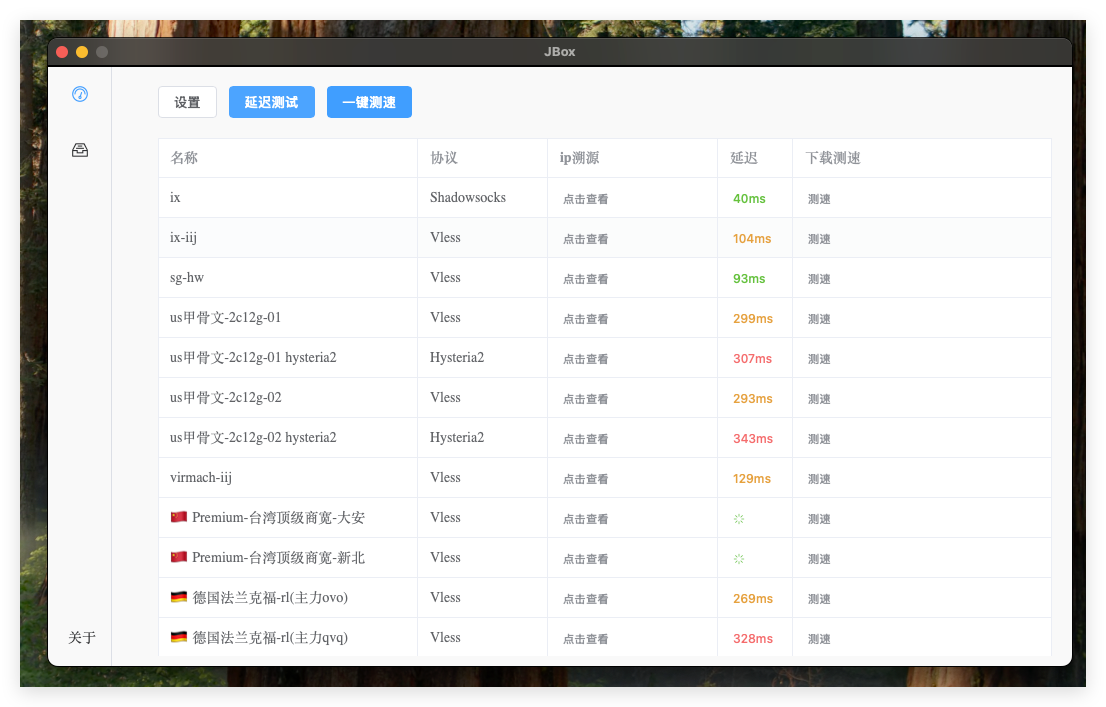 JBox
设置 延迟测试 一键测速
名称 协议 ip溯源 延迟 下载测速
ix Shadowsocks 点击查看 40ms 测速
ix-iij Vless 点击查看 104ms 测速
sg-hw Vless 点击查看 93ms 测速
us甲骨文-2c12g-01 Vless 点击查看 299ms 测速
us甲骨文-2c12g-01 hysteria2 Hysteria2 点击查看 307ms 测速
us甲骨文-2c12g-02 Vless 点击查看 293ms 测速
us甲骨文-2c12g-02 hysteria2 Hysteria2 点击查看 343ms 测速
virmach-iij Vless 点击查看 129ms 测速
🇨🇳 Premium-台湾顶级商宽-大安 Vless 点击查看 测速
🇨🇳 Premium-台湾顶级商宽-新北 Vless 点击查看 测速
🇩🇪 德国法兰克福-rl(主力ovo) Vless 点击查看 269ms 测速
🇩🇪 德国法兰克福-rl(主力qvq) Vless 点击查看 328ms 测速
关于